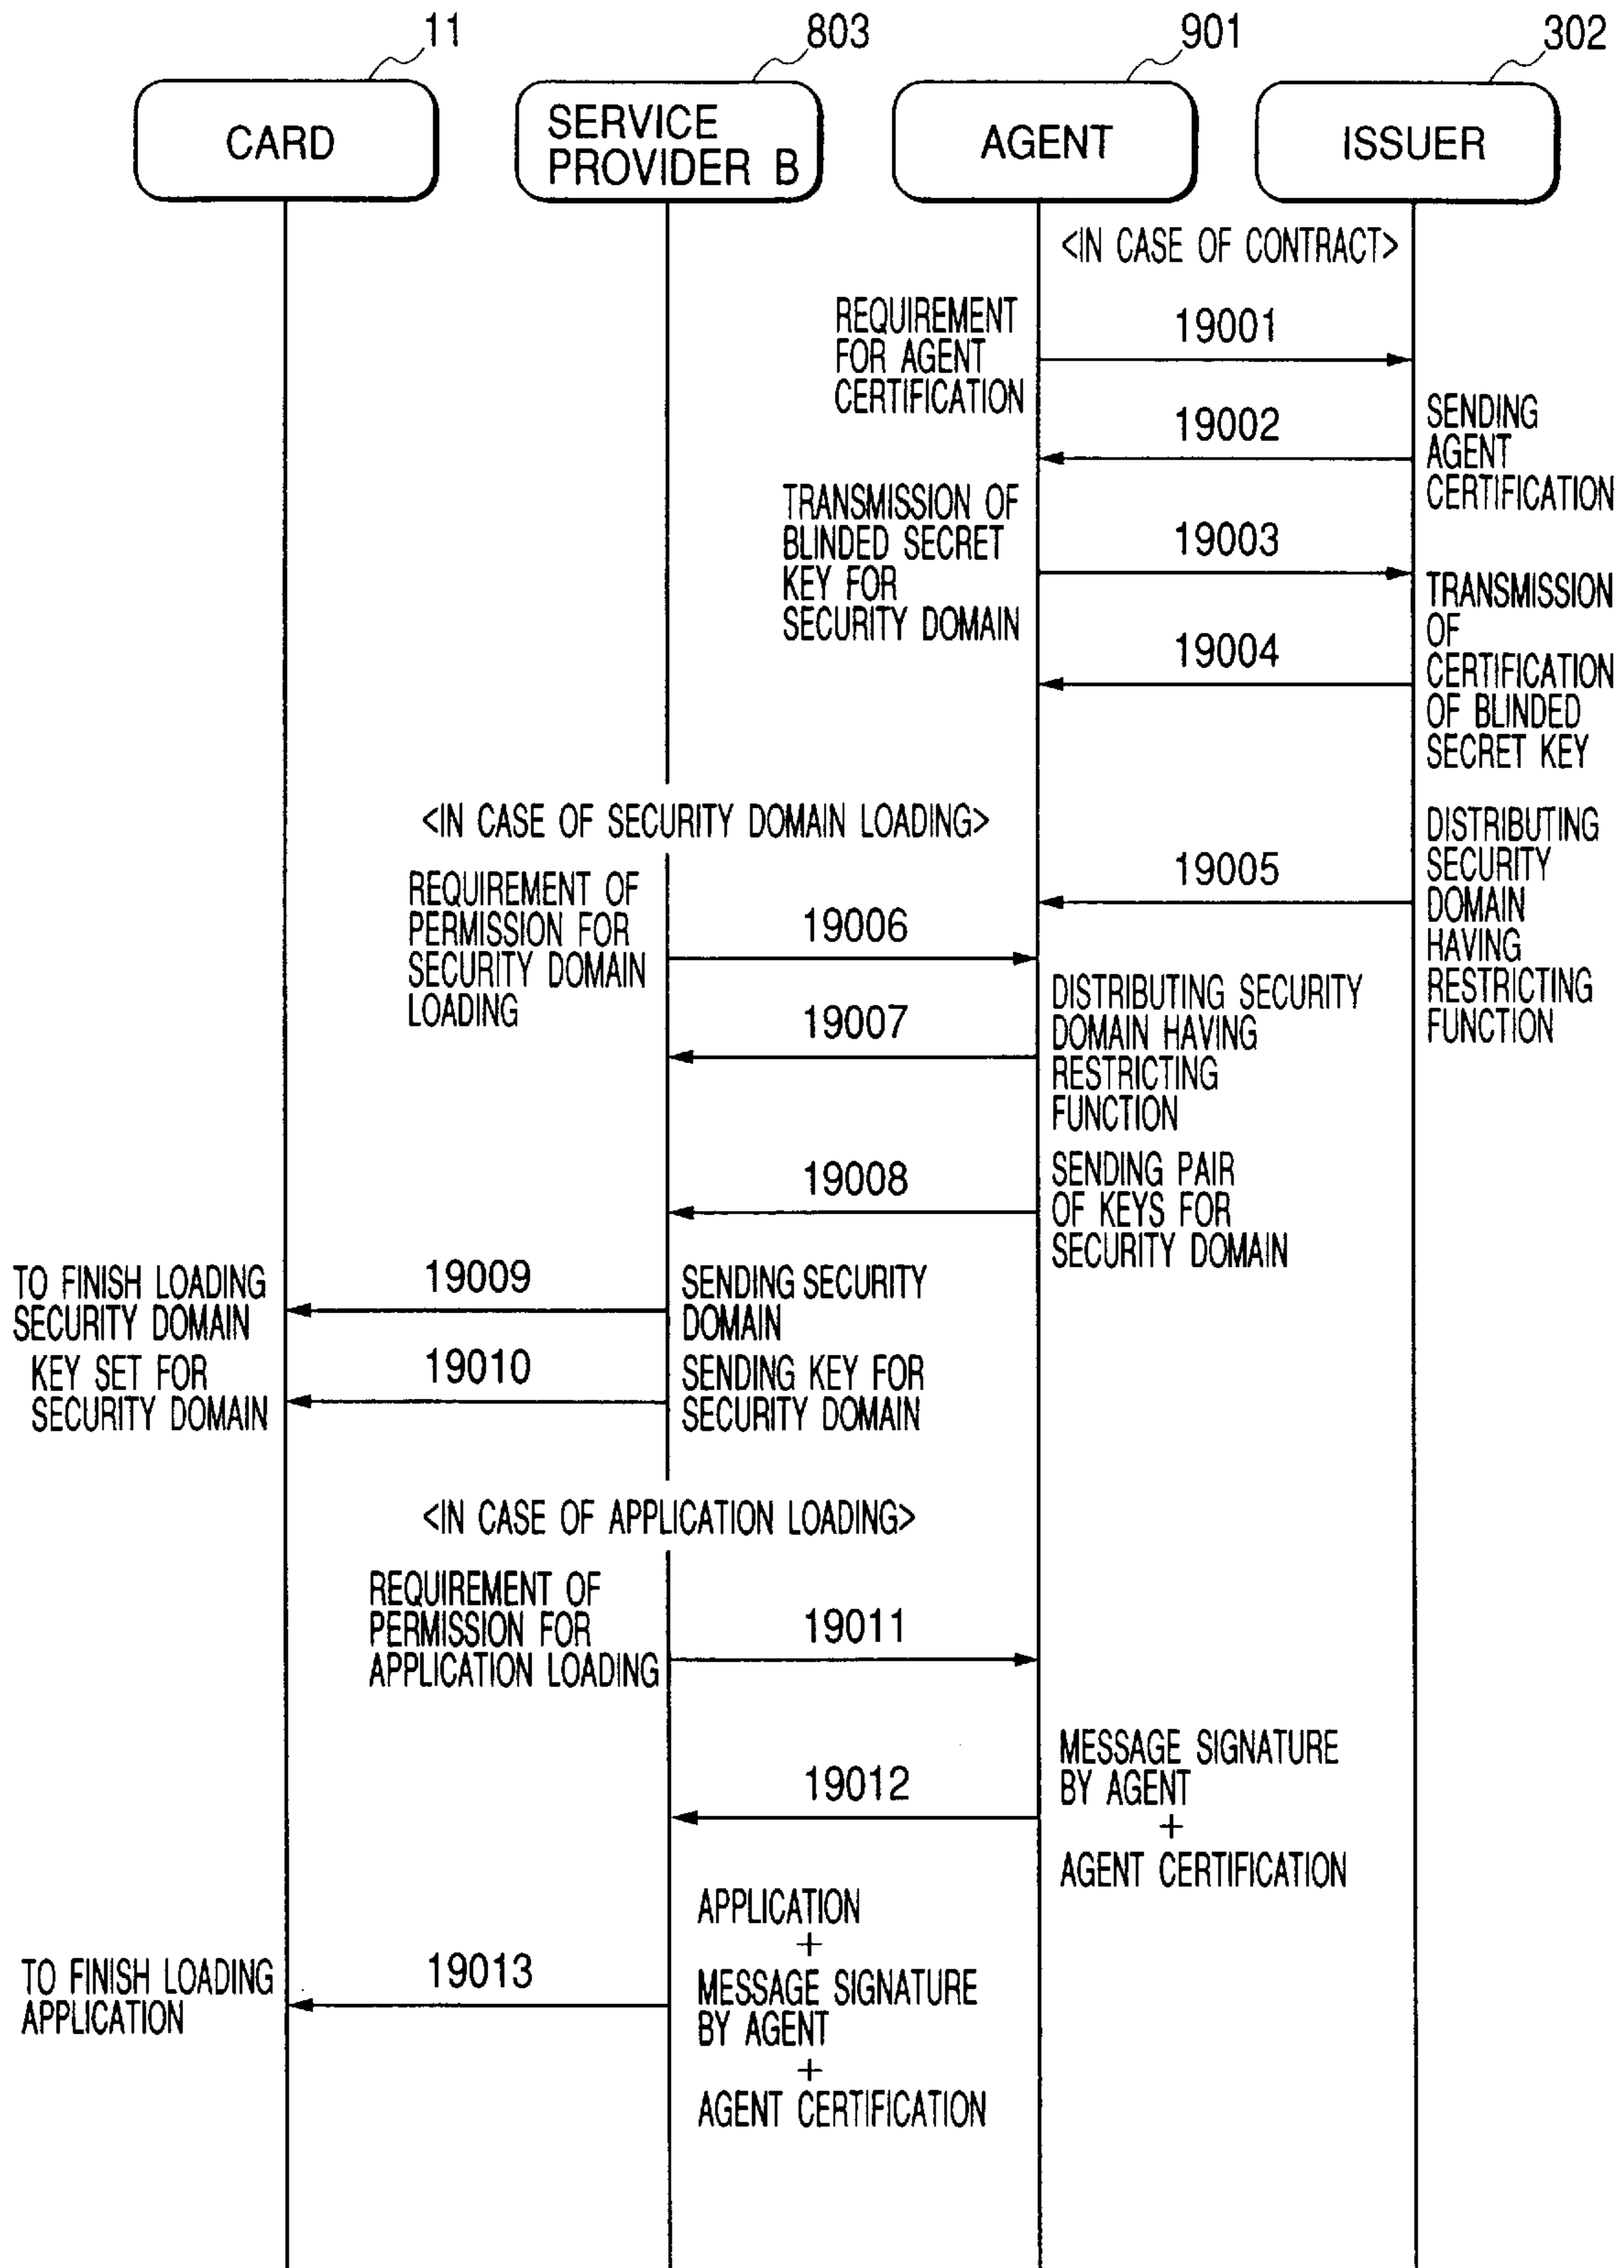 11
803
901
302
CARD
SERVICE
PROVIDER B
AGENT
ISSUER
<IN CASE OF CONTRACT>
REQUIREMENT
FOR AGENT
CERTIFICATION
19001
19002
SENDING
AGENT
CERTIFICATION
TRANSMISSION OF
BLINDED SECRET
KEY FOR
SECURITY DOMAIN
19003
19004
TRANSMISSION
OF
CERTIFICATION
OF BLINDED
SECRET KEY
<IN CASE OF SECURITY DOMAIN LOADING>
19005
DISTRIBUTING
SECURITY
DOMAIN
HAVING
RESTRICTING
FUNCTION
REQUIREMENT OF
PERMISSION FOR
SECURITY DOMAIN
LOADING
19006
19007
DISTRIBUTING SECURITY
DOMAIN HAVING
RESTRICTING
FUNCTION
19008
SENDING PAIR
OF KEYS FOR
SECURITY DOMAIN
TO FINISH LOADING
SECURITY DOMAIN
19009
SENDING SECURITY
DOMAIN
KEY SET FOR
SECURITY DOMAIN
19010
SENDING KEY FOR
SECURITY DOMAIN
<IN CASE OF APPLICATION LOADING>
REQUIREMENT OF
PERMISSION FOR
APPLICATION LOADING
19011
19012
MESSAGE SIGNATURE
BY AGENT
+
AGENT CERTIFICATION
TO FINISH LOADING
APPLICATION
19013
APPLICATION
+
MESSAGE SIGNATURE
BY AGENT
+
AGENT CERTIFICATION